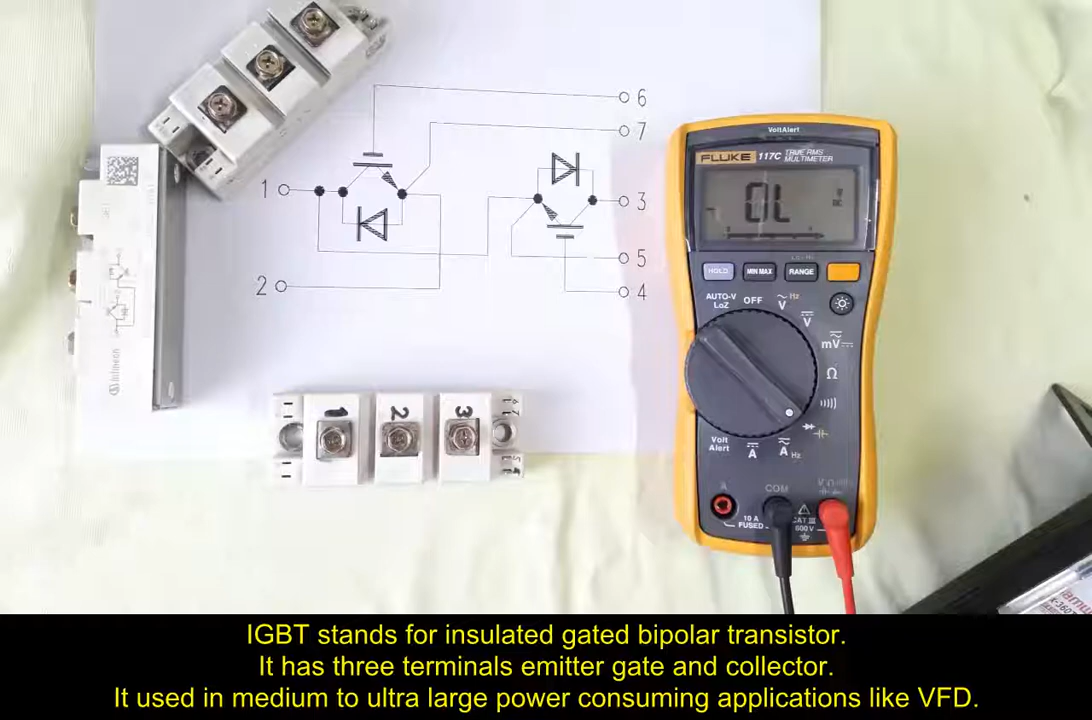 6
7
1
3
5
2
4
VoltAlert
FLUKE 117C TRUE RMS MULTIMETER
OL
HOLD MIN MAX RANGE
AUTO-V LoZ
OFF
Hz
V
V
mV
Ω
Volt Alert
A
A
Hz
infineon
1 2 3
A COM V Ω
10 A FUSED
CAT III 600 V
IGBT stands for insulated gated bipolar transistor.
It has three terminals emitter gate and collector.
It used in medium to ultra large power consuming applications like VFD.